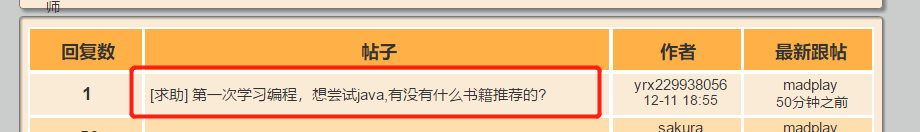 师
回复数 帖子 作者 最新跟帖
1 [求助] 第一次学习编程，想尝试java,有没有什么书籍推荐的? yrx229938056 madplay
12-11 18:55 50分钟之前
sakura madplay